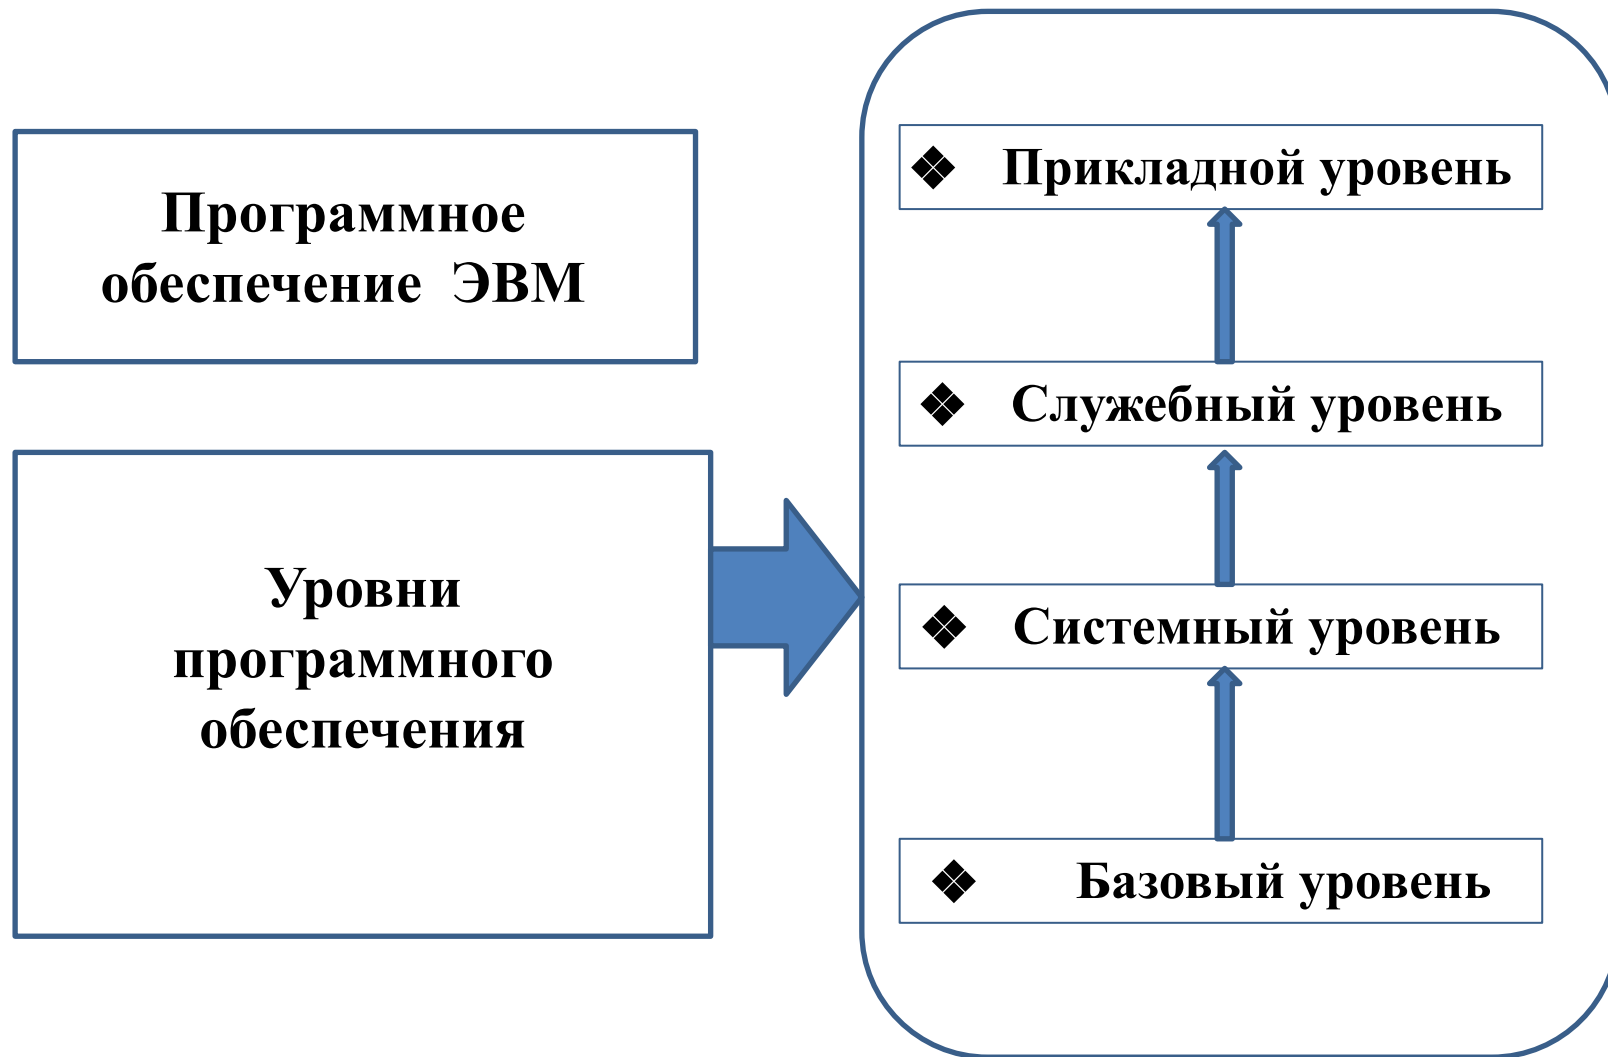 Программное
обеспечение ЭВМ
Уровни
программного
обеспечения
❖ Прикладной уровень
❖ Служебный уровень
❖ Системный уровень
❖ Базовый уровень